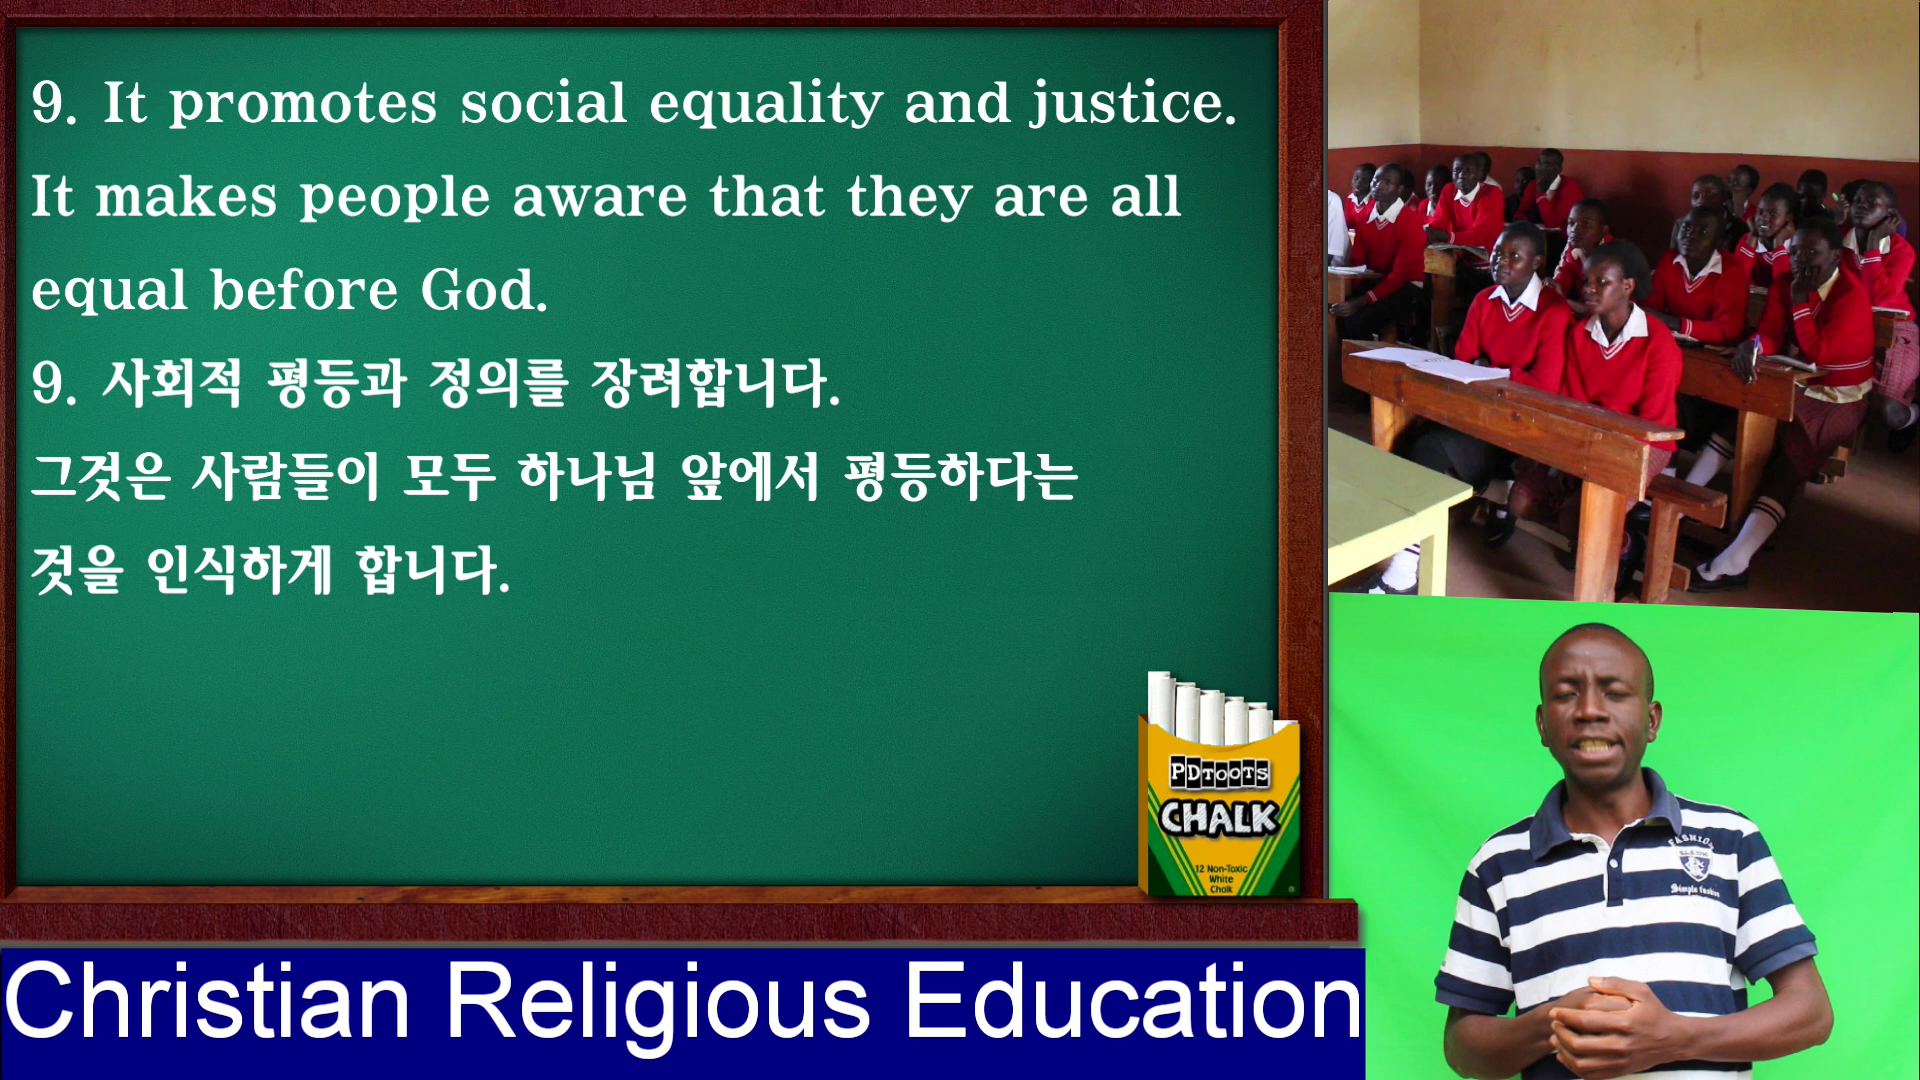 9. It promotes social equality and justice.
It makes people aware that they are all
equal before God.
9. 사회적 평등과 정의를 장려합니다.
그것은 사람들이 모두 하나님 앞에서 평등하다는
것을 인식하게 합니다.
PDTOOTS
CHALK
12 Non-Toxic
White
Chalk
Christian Religious Education
FASHION
Simple fashion